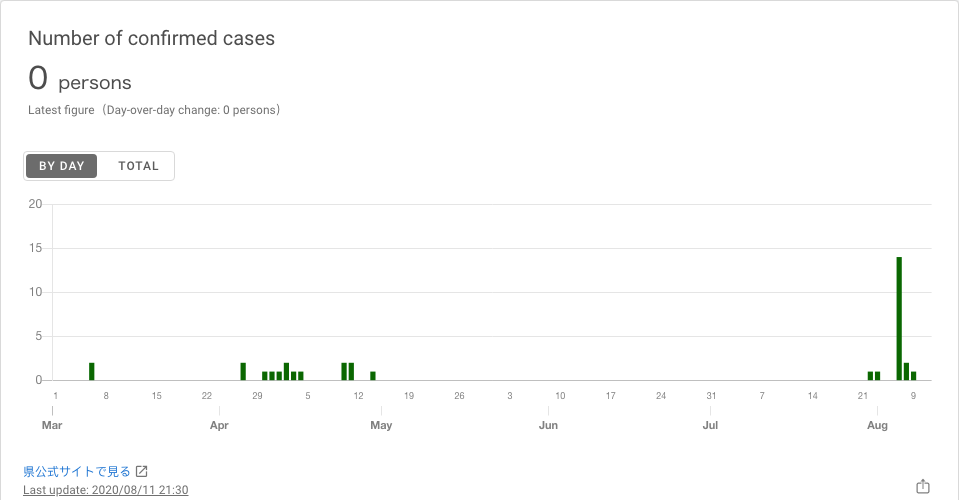 Number of confirmed cases
0 persons
Latest figure（Day-over-day change: 0 persons）
BY DAY TOTAL
20
15
10
5
0
1 8 15 22 29 5 12 19 26 3 10 17 24 31 7 14 21 9
Mar Apr May Jun Jul Aug
県公式サイトで見る
Last update: 2020/08/11 21:30